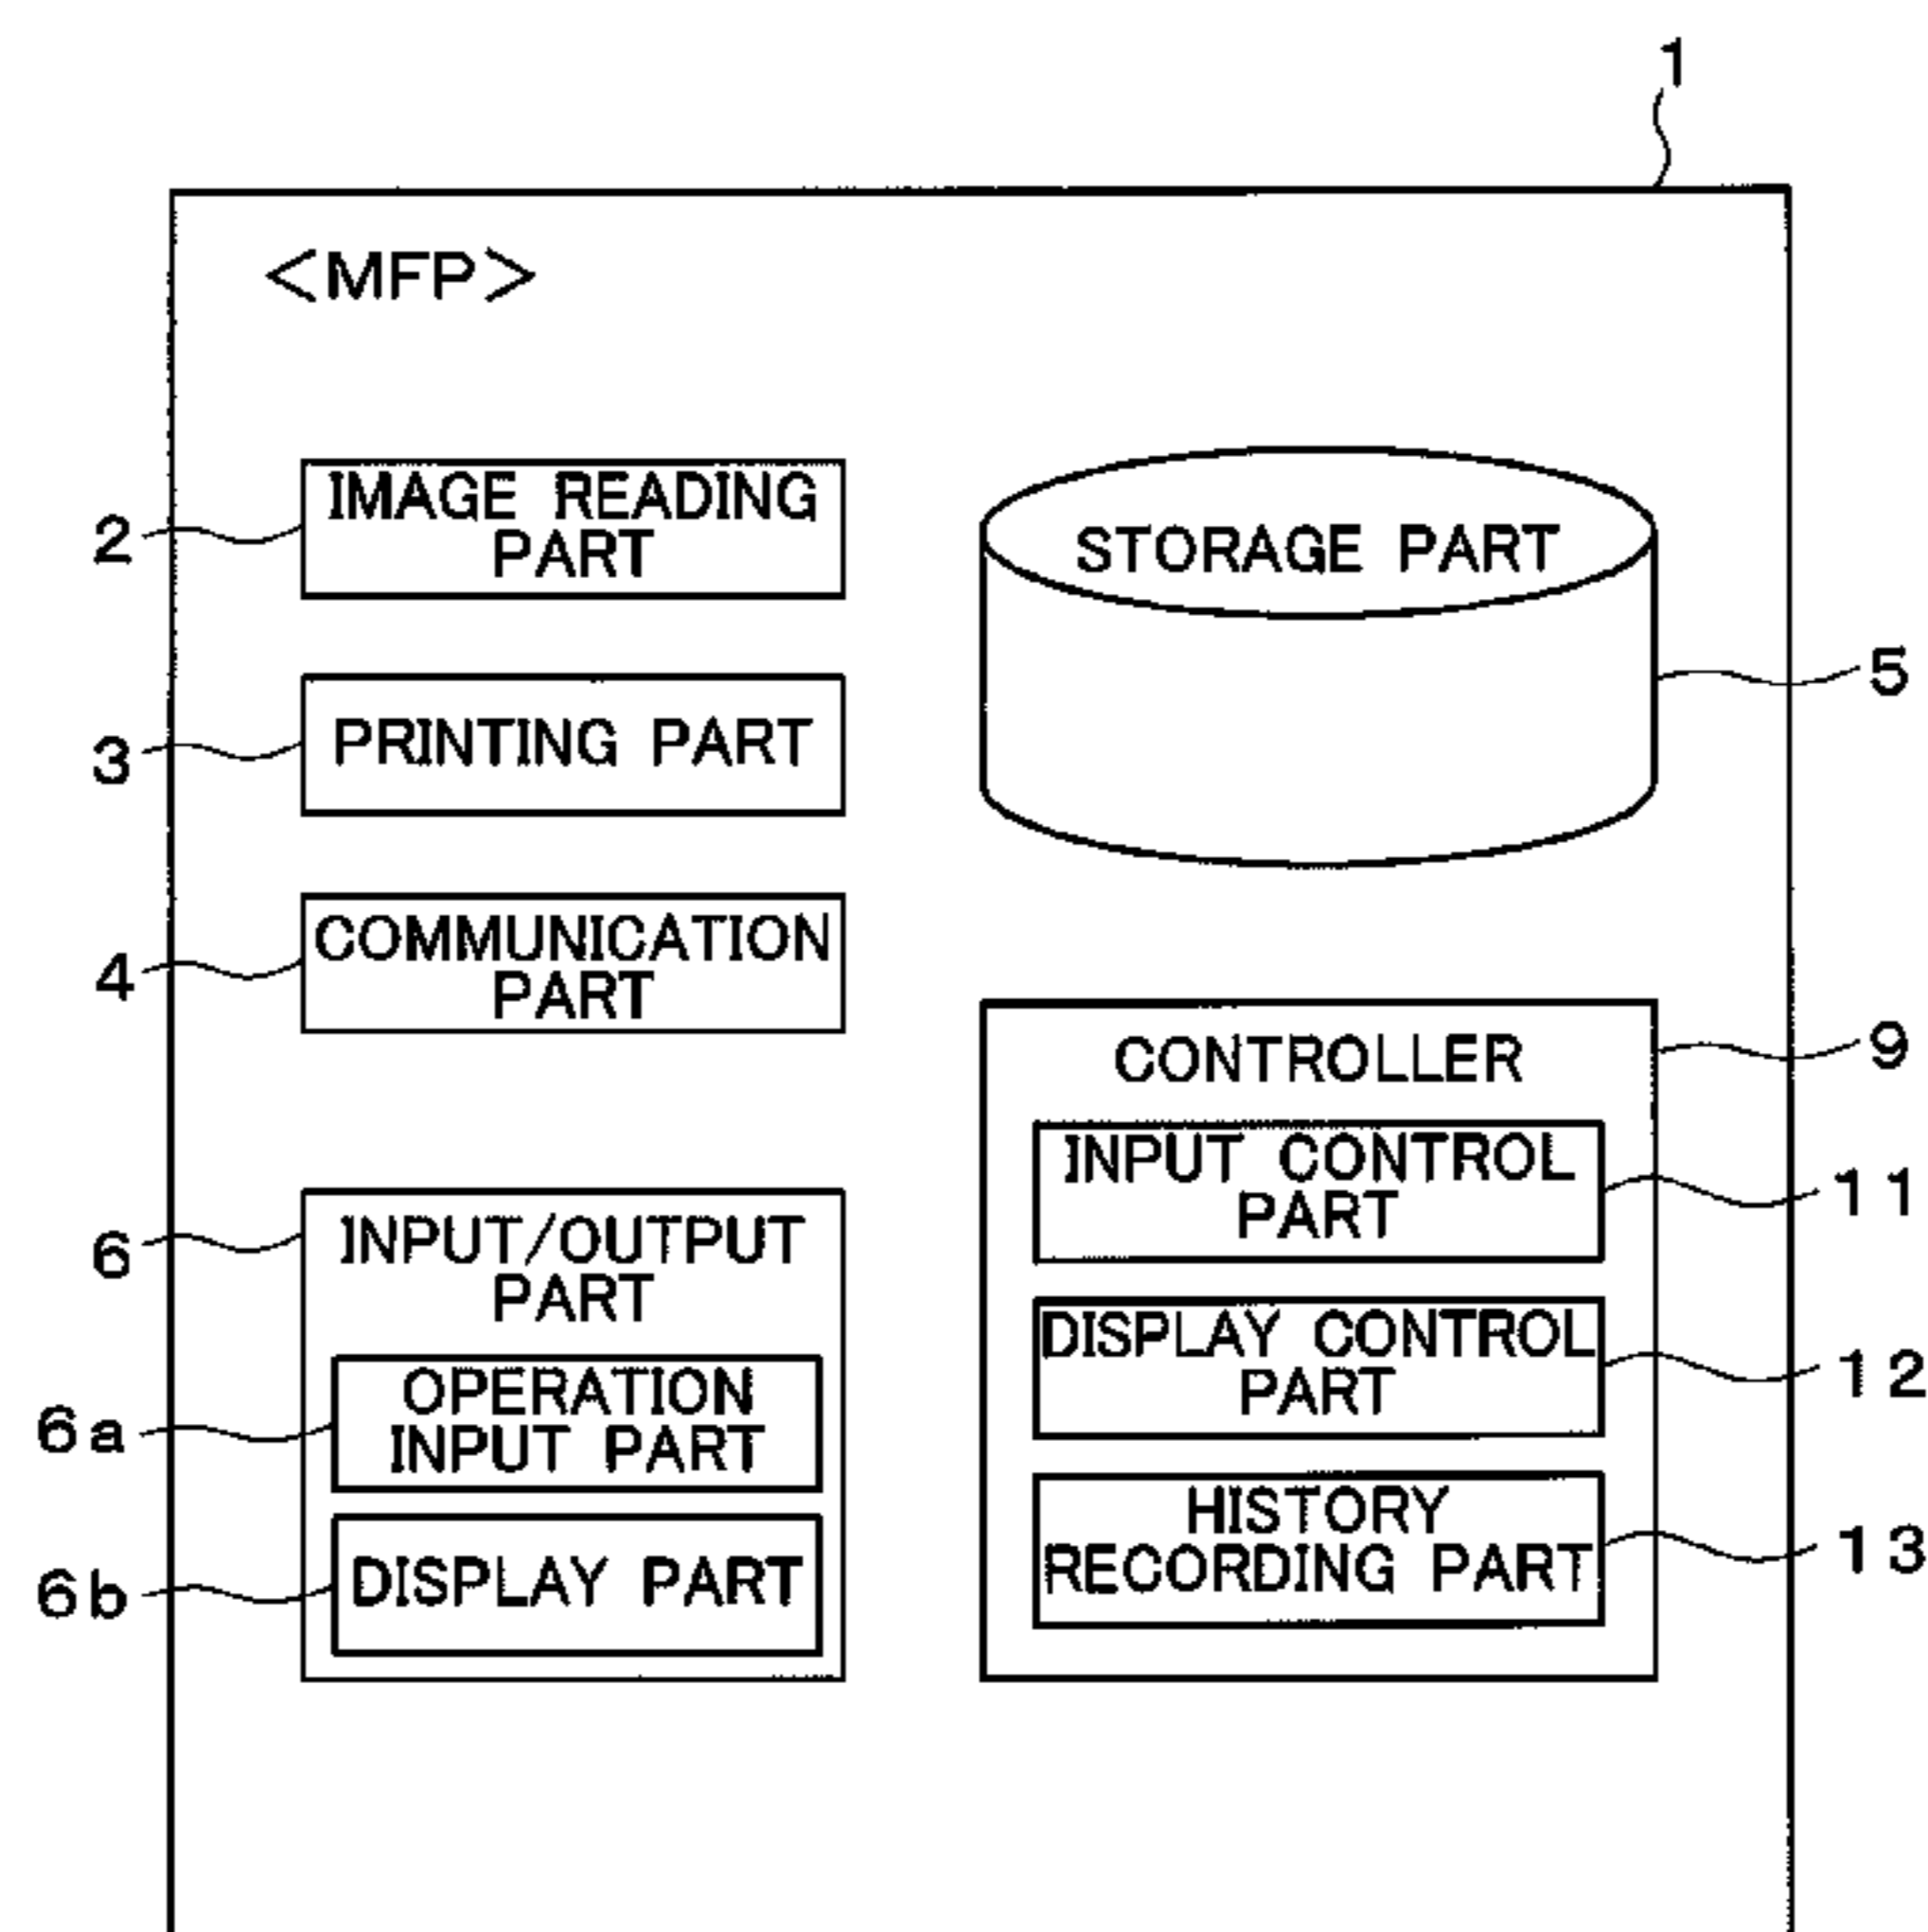 1
<MFP>
IMAGE READING
PART
2
PRINTING PART
3
COMMUNICATION
PART
4
STORAGE PART
5
INPUT/OUTPUT
PART
6
OPERATION
INPUT PART
6a
DISPLAY PART
6b
CONTROLLER
9
INPUT CONTROL
PART
11
DISPLAY CONTROL
PART
12
HISTORY
RECORDING PART
13